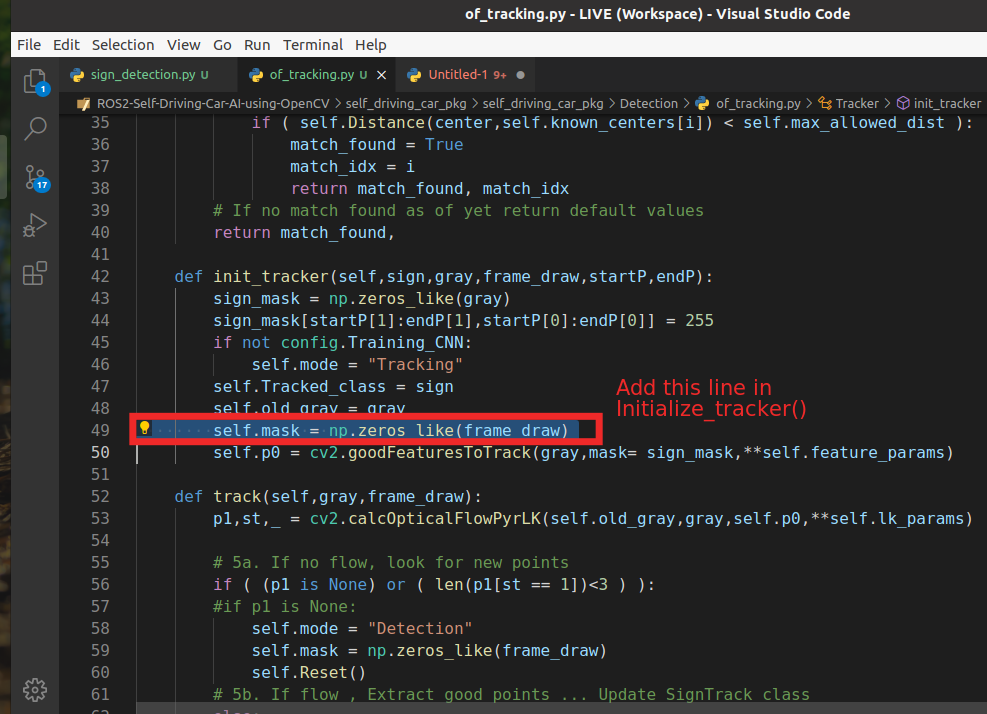 of_tracking.py - LIVE (Workspace) - Visual Studio Code
File Edit Selection View Go Run Terminal Help
sign_detection.py U of_tracking.py U Untitled-1 9+
ROS2-Self-Driving-Car-AI-using-OpenCV > self_driving_car_pkg > self_driving_car_pkg > Detection > of_tracking.py > Tracker > init_tracker
1
17
35 if ( self.Distance(center,self.known_centers[i]) < self.max_allowed_dist ):
36 match_found = True
37 match_idx = i
38 return match_found, match_idx
39 # If no match found as of yet return default values
40 return match_found,
41
42 def init_tracker(self,sign,gray,frame_draw,startP,endP):
43 sign_mask = np.zeros_like(gray)
44 sign_mask[startP[1]:endP[1],startP[0]:endP[0]] = 255
45 if not config.Training_CNN:
46 self.mode = "Tracking"
47 self.Tracked_class = sign
48 self.old_gray = gray
49 self.mask = np.zeros_like(frame_draw)
50 self.p0 = cv2.goodFeaturesToTrack(gray,mask= sign_mask,**self.feature_params)
51
52 def track(self,gray,frame_draw):
53 p1,st,_ = cv2.calcOpticalFlowPyrLK(self.old_gray,gray,self.p0,**self.lk_params)
54
55 # 5a. If no flow, look for new points
56 if ( (p1 is None) or ( len(p1[st == 1])<3 ) ):
57 #if p1 is None:
58 self.mode = "Detection"
59 self.mask = np.zeros_like(frame_draw)
60 self.Reset()
61 # 5b. If flow , Extract good points ... Update SignTrack class
62 else:
Add this line in
Initialize_tracker()